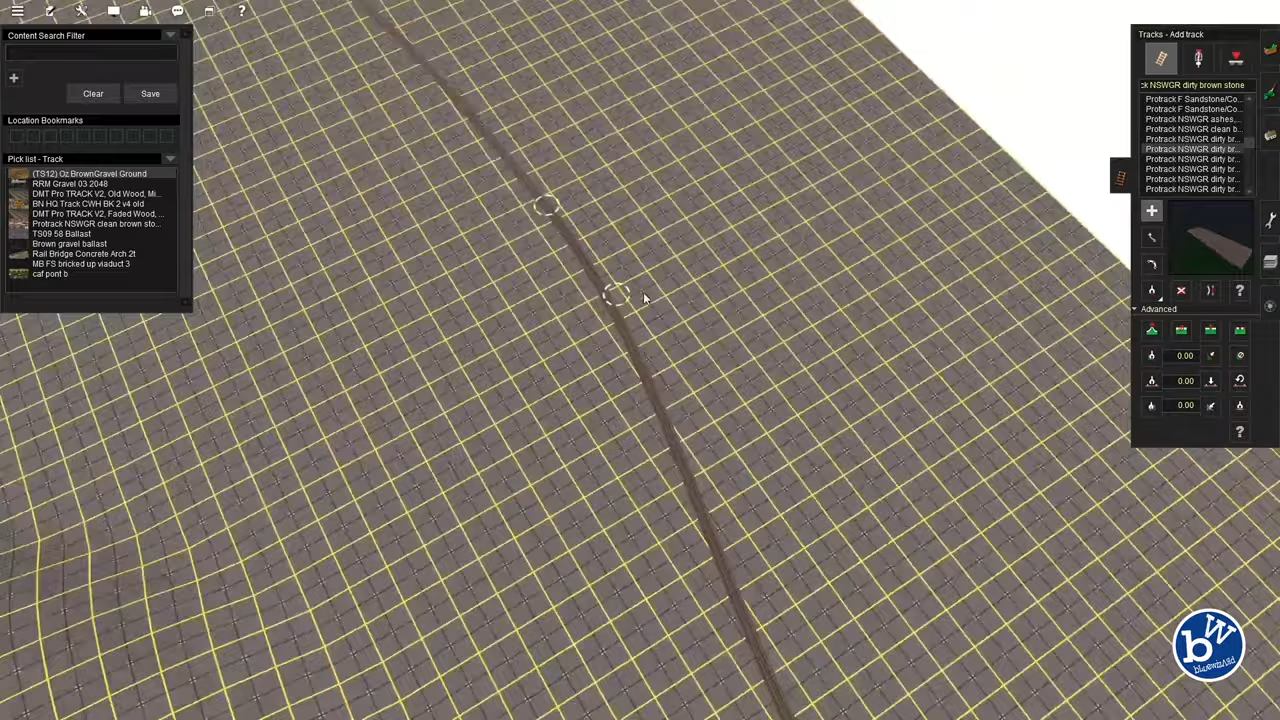 Content Search Filter
Clear
Save
Location Bookmarks
Pick list - Track
(TS12) Oz BrownGravel Ground
RRM Gravel 03 2048
DMT Pro TRACK V2, Old Wood, Mi...
BN HQ Track CWH BK 2 v4 old
DMT Pro TRACK V2, Faded Wood, ...
Protrack NSWGR clean brown sto...
TS09 58 Ballast
Brown gravel ballast
Rail Bridge Concrete Arch 2t
MB FS bricked up viaduct 3
caf pont b
Tracks - Add track
ck NSWGR dirty brown stone
Protrack F Sandstone/Co...
Protrack F Sandstone/Co...
Protrack NSWGR ashes,...
Protrack NSWGR clean b...
Protrack NSWGR dirty br...
Protrack NSWGR dirty br...
Protrack NSWGR dirty br...
Protrack NSWGR dirty br...
Protrack NSWGR dirty br...
Protrack NSWGR dirty br...
Advanced
0.00
0.00
0.00
bW